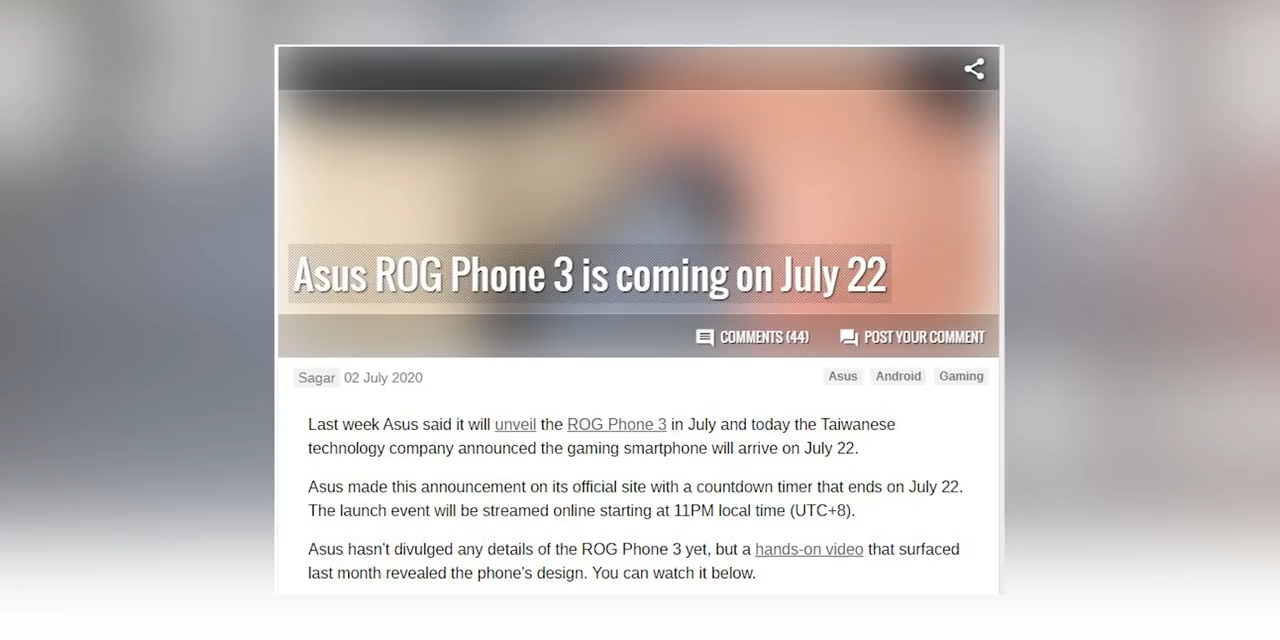 Asus ROG Phone 3 is coming on July 22
COMMENTS (44) POST YOUR COMMENT
Sagar 02 July 2020 Asus Android Gaming
Last week Asus said it will unveil the ROG Phone 3 in July and today the Taiwanese
technology company announced the gaming smartphone will arrive on July 22.
Asus made this announcement on its official site with a countdown timer that ends on July 22.
The launch event will be streamed online starting at 11PM local time (UTC+8).
Asus hasn't divulged any details of the ROG Phone 3 yet, but a hands-on video that surfaced
last month revealed the phone's design. You can watch it below.